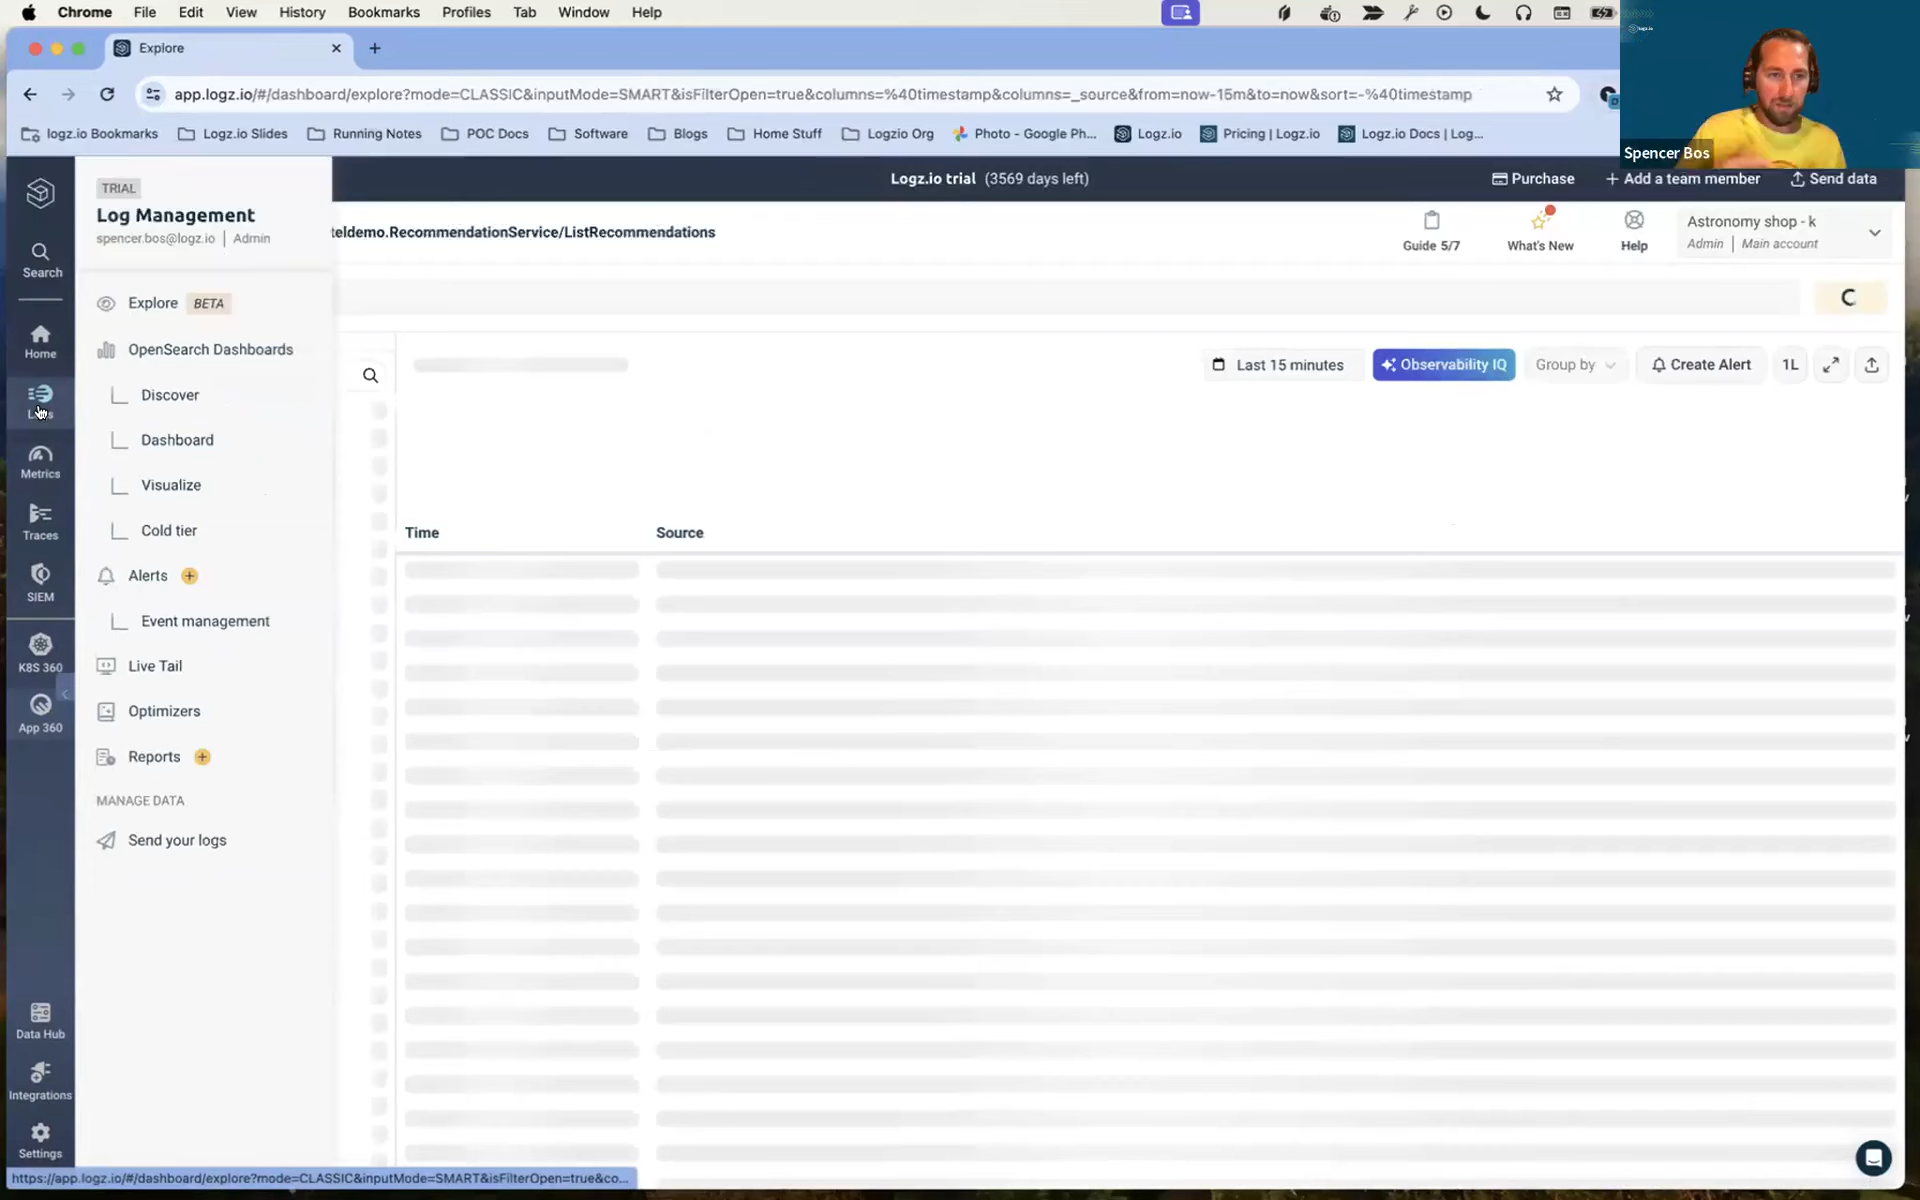 Chrome File Edit View History Bookmarks Profiles Tab Window Help
Explore
app.logz.io/#/dashboard/explore?mode=CLASSIC&inputMode=SMART&isFilterOpen=true&columns=%40timestamp&columns=_source&from=now-15m&to=now&sort=-%40timestamp
logz.io Bookmarks Logz.io Slides Running Notes POC Docs Software Blogs Home Stuff Logzio Org Photo - Google Ph... Logz.io Pricing | Logz.io Logz.io Docs | Log...
logz.io
Spencer Bos
TRIAL
Log Management
spencer.bos@logz.io | Admin
Logz.io trial (3569 days left)
Purchase
+ Add a team member
Send data
teldemo.RecommendationService/ListRecommendations
Guide 5/7
What's New
Help
Astronomy shop - k
Admin | Main account
Search
Home
Metrics
Traces
SIEM
K8S 360
App 360
Data Hub
Integrations
Settings
Explore BETA
OpenSearch Dashboards
Discover
Dashboard
Visualize
Cold tier
Alerts
Event management
Live Tail
Optimizers
Reports
MANAGE DATA
Send your logs
Last 15 minutes
Observability IQ
Group by
Create Alert
1L
Time
Source
https://app.logz.io/#/dashboard/explore?mode=CLASSIC&inputMode=SMART&isFilterOpen=true&co...